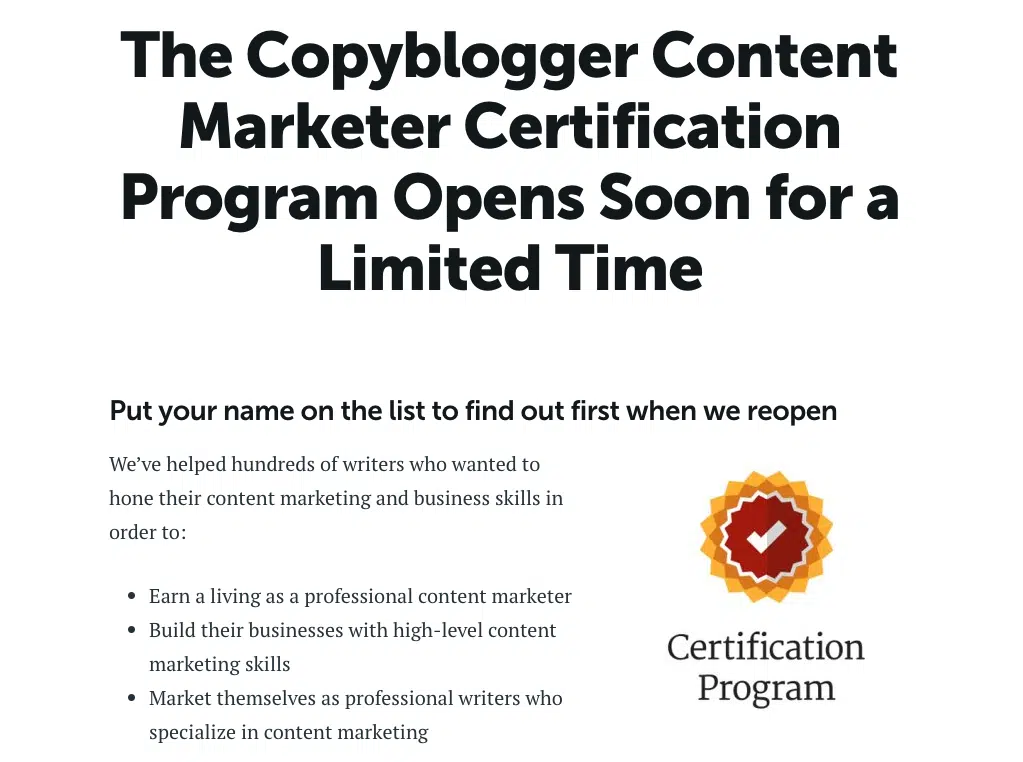 The Copyblogger Content
Marketer Certification
Program Opens Soon for a
Limited Time
Put your name on the list to find out first when we reopen
We’ve helped hundreds of writers who wanted to
hone their content marketing and business skills in
order to:
• Earn a living as a professional content marketer
• Build their businesses with high-level content
marketing skills
• Market themselves as professional writers who
specialize in content marketing
Certification
Program